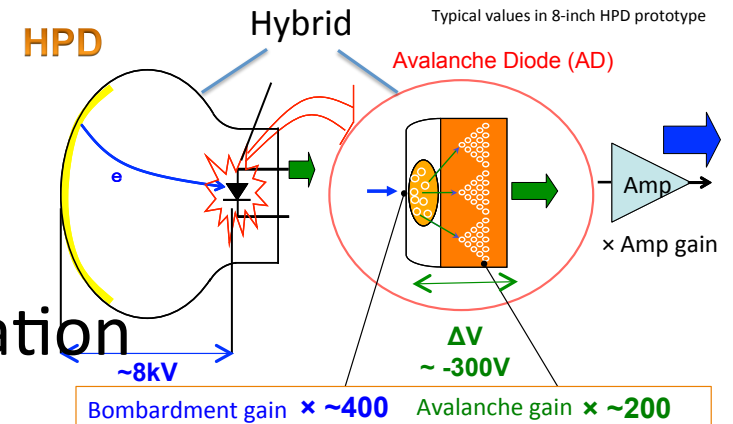 Typical values in 8-inch HPD prototype
HPD
Hybrid
Avalanche Diode (AD)
e
Amp
× Amp gain
ation
~8kV
ΔV
~ -300V
Bombardment gain × ~400 Avalanche gain × ~200